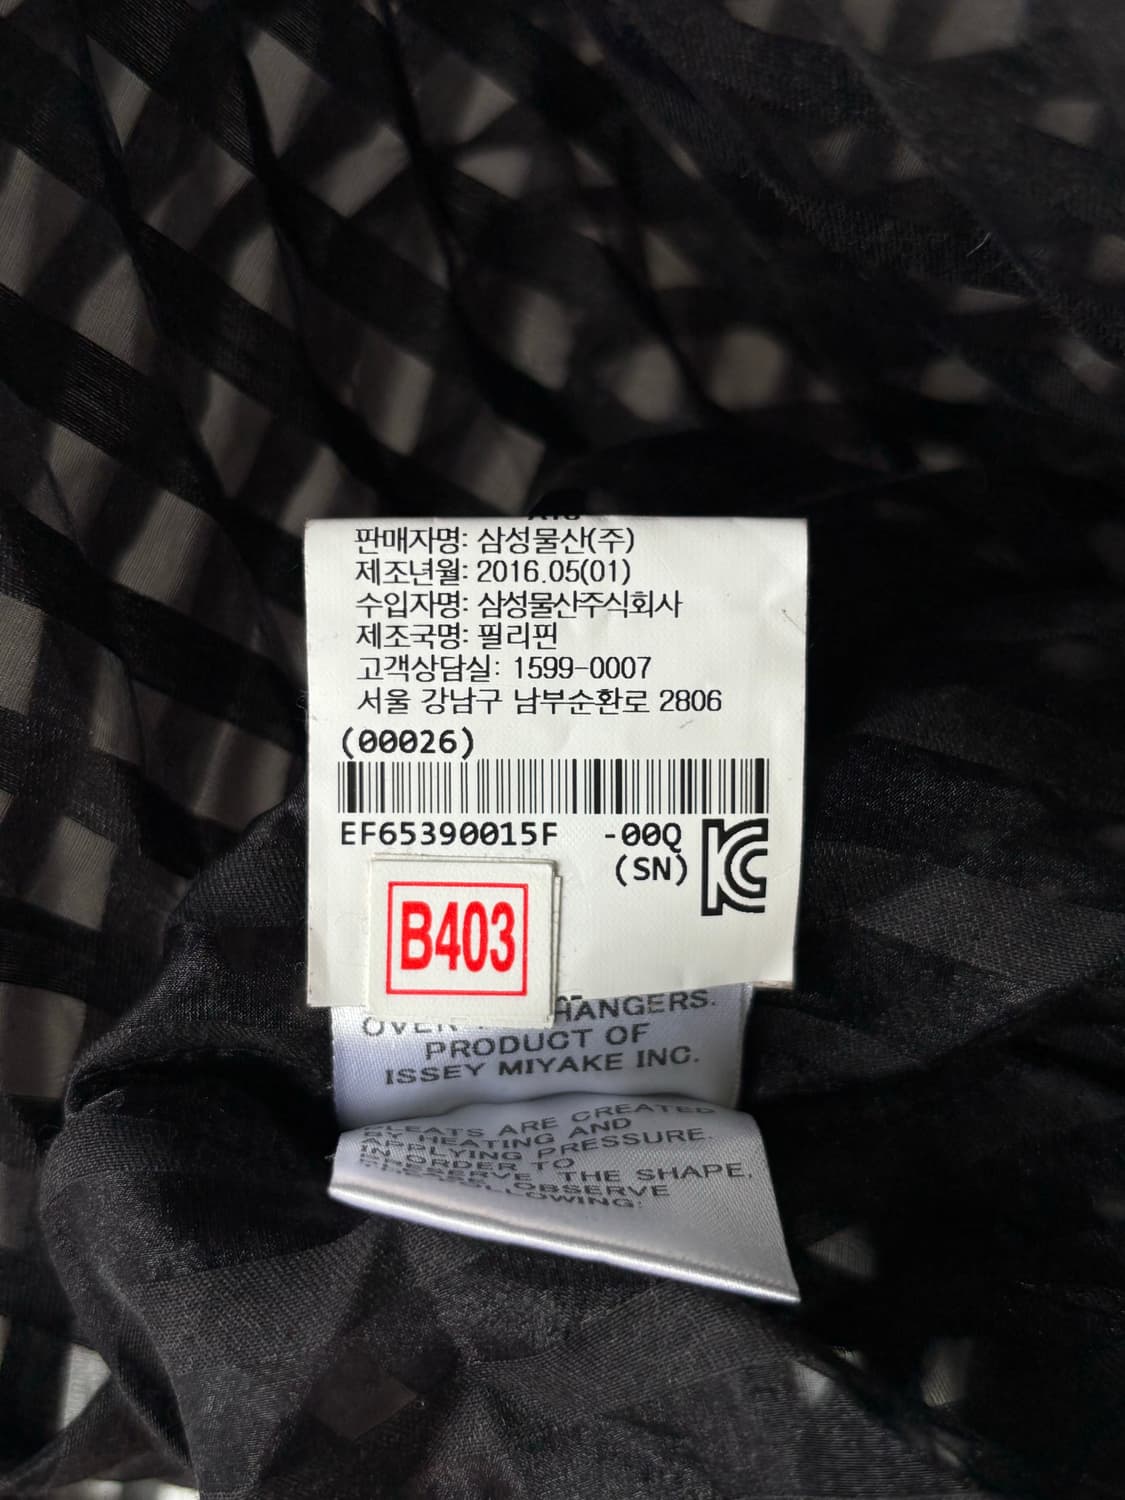 판매자명: 삼성물산(주)
제조년월: 2016.05(01)
수입자명: 삼성물산주식회사
제조국명: 필리핀
고객상담실: 1599-0007
서울 강남구 남부순환로 2806
(00026)
EF65390015F -00Q
(SN)
B403
OVER HANGERS.
PRODUCT OF
ISSEY MIYAKE INC.
PLEATS ARE CREATED
BY HEATING AND
APPLYING PRESSURE.
IN ORDER TO
PRESERVE THE SHAPE,
OBSERVE